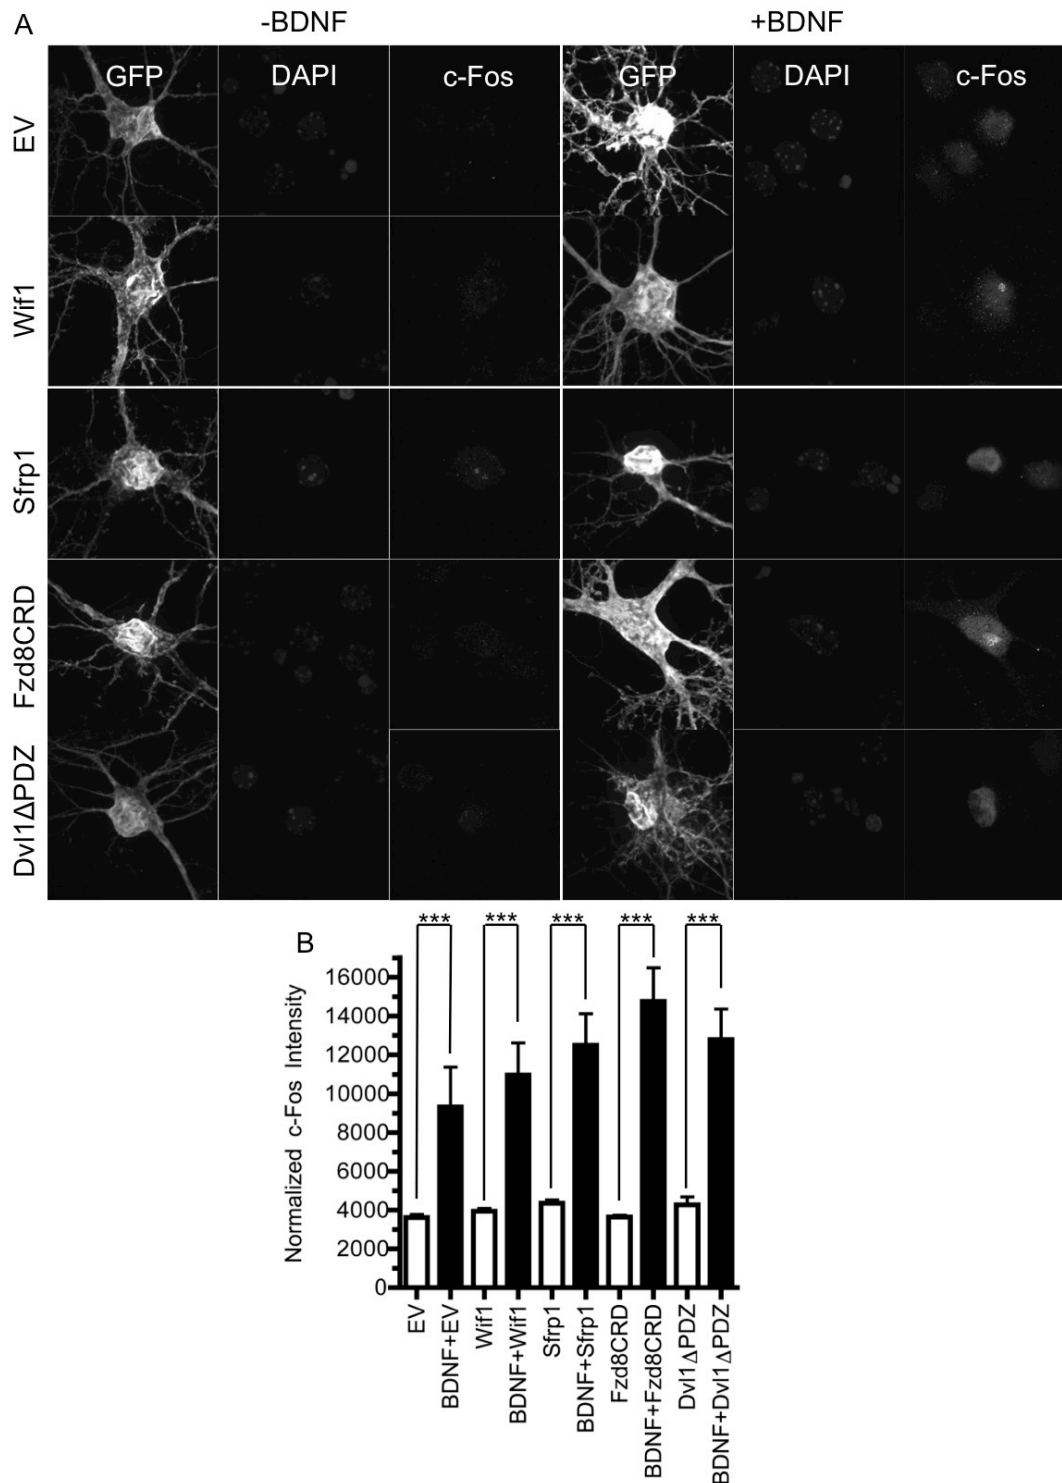 A
-BDNF +BDNF
GFP DAPI c-Fos GFP DAPI c-Fos
EV
Wif1
Sfrp1
Fzd8CRD
Dvl1ΔPDZ
B
*** *** *** *** ***
Normalized c-Fos Intensity
16000
14000
12000
10000
8000
6000
4000
2000
0
EV
BDNF+EV
Wif1
BDNF+Wif1
Sfrp1
BDNF+Sfrp1
Fzd8CRD
BDNF+Fzd8CRD
Dvl1ΔPDZ
BDNF+Dvl1ΔPDZ